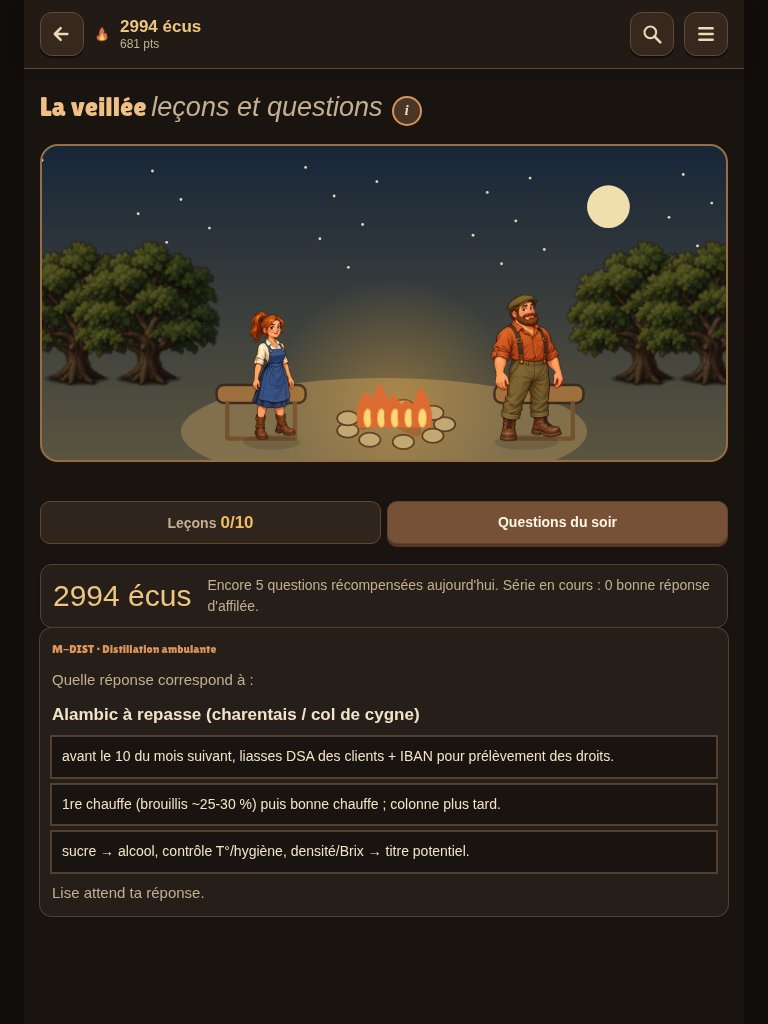 2994 écus
681 pts
La veillée leçons et questions i
Leçons 0/10
Questions du soir
2994 écus
Encore 5 questions récompensées aujourd'hui. Série en cours : 0 bonne réponse
d'affilée.
M-DIST · Distillation ambulante
Quelle réponse correspond à :
Alambic à repasse (charentais / col de cygne)
avant le 10 du mois suivant, liasses DSA des clients + IBAN pour prélèvement des droits.
1re chauffe (brouillis ~25-30 %) puis bonne chauffe ; colonne plus tard.
sucre → alcool, contrôle T°/hygiène, densité/Brix → titre potentiel.
Lise attend ta réponse.